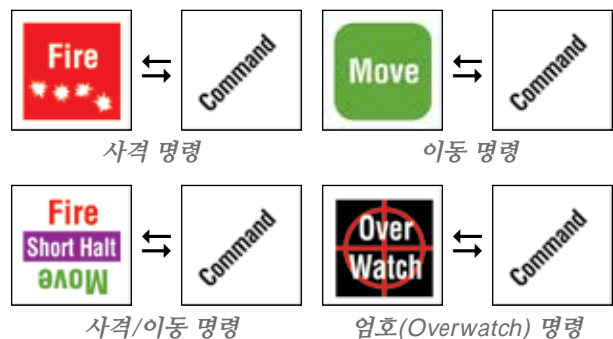 Fire
Command
Move
Command
사격 명령
이동 명령
Fire
Short Halt
Move
Command
Over
Watch
Command
사격/이동 명령
엄호(Overwatch) 명령